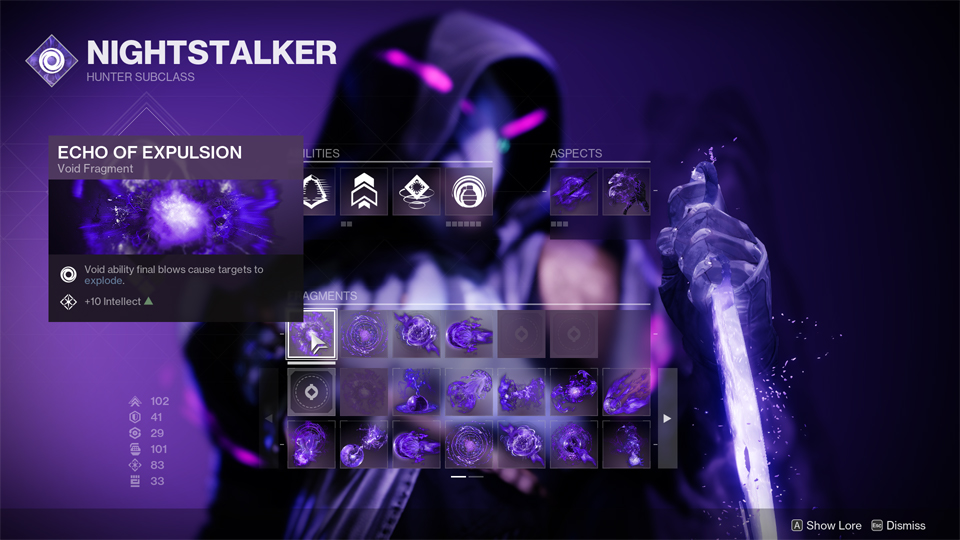 NIGHTSTALKER
HUNTER SUBCLASS
ECHO OF EXPULSION
Void Fragment
Void ability final blows cause targets to
explode.
+10 Intellect
ILITIES
ASPECTS
FRAGMENTS
102
41
29
101
83
33
A Show Lore Esc Dismiss